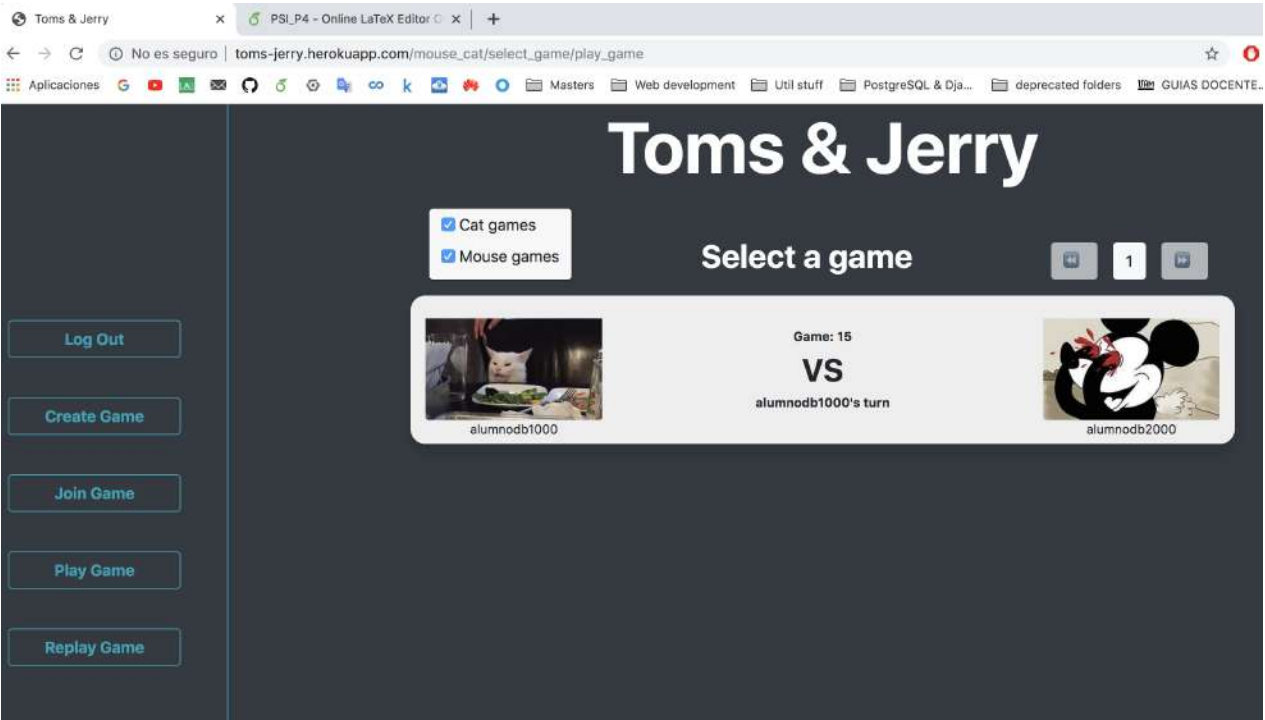 Toms & Jerry
PSI_P4 - Online LaTeX Editor O
No es seguro | toms-jerry.herokuapp.com/mouse_cat/select_game/play_game
Aplicaciones
Masters
Web development
Util stuff
PostgreSQL & Dja...
deprecated folders
GUIAS DOCENTE...
Toms & Jerry
Cat games
Mouse games
Select a game
1
Log Out
Create Game
Join Game
Play Game
Replay Game
Game: 15
VS
alumnodb1000's turn
alumnodb1000
alumnodb2000